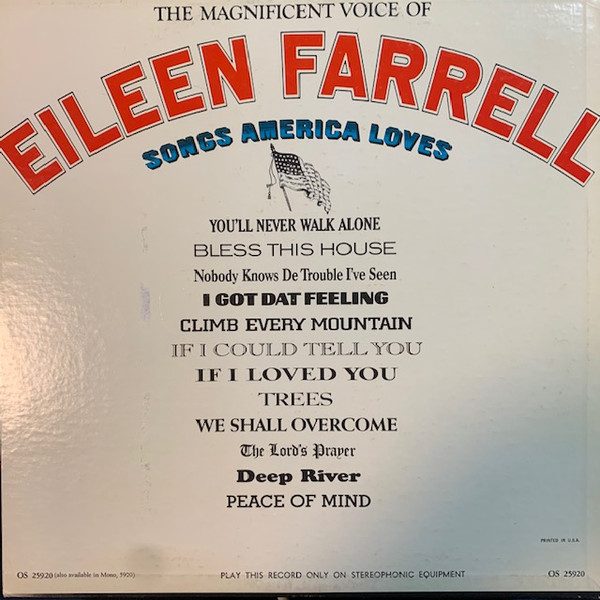 THE MAGNIFICENT VOICE OF
EILEEN FARRELL
SONGS AMERICA LOVES
YOU'LL NEVER WALK ALONE
BLESS THIS HOUSE
Nobody Knows De Trouble I've Seen
I GOT DAT FEELING
CLIMB EVERY MOUNTAIN
IF I COULD TELL YOU
IF I LOVED YOU
TREES
WE SHALL OVERCOME
The Lord's Prayer
Deep River
PEACE OF MIND
PRINTED IN U.S.A.
OS 25920 (also available in Mono, 5920) PLAY THIS RECORD ONLY ON STEREOPHONIC EQUIPMENT OS 25920